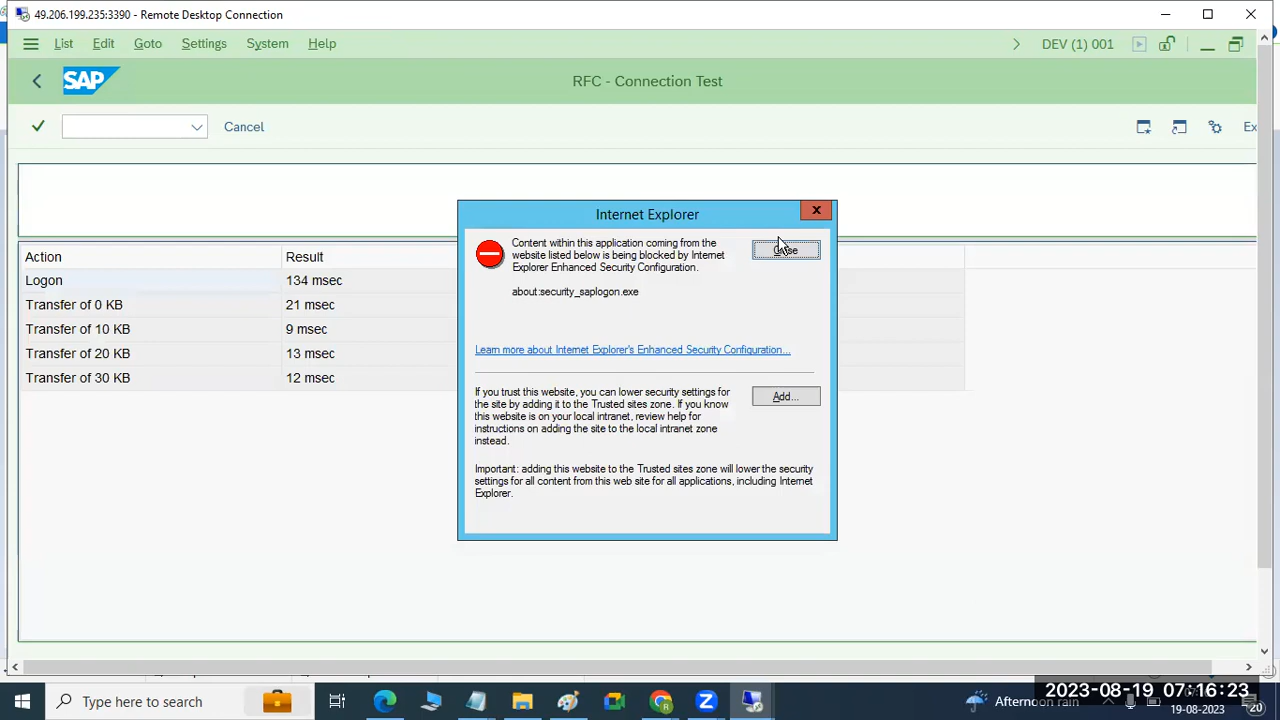 49.206.199.235:3390 - Remote Desktop Connection
List Edit Goto Settings System Help DEV (1) 001
SAP RFC - Connection Test
Cancel
Internet Explorer X
Content within this application coming from the
website listed below is being blocked by Internet
Explorer Enhanced Security Configuration.
about:security_saplogon.exe
Learn more about Internet Explorer's Enhanced Security Configuration...
If you trust this website, you can lower security settings for
the site by adding it to the Trusted sites zone. If you know
this website is on your local intranet, review help for
instructions on adding the site to the local intranet zone
instead.
Add...
Important: adding this website to the Trusted sites zone will lower the security
settings for all content from this web site for all applications, including Internet
Explorer.
Action Result
Logon 134 msec
Transfer of 0 KB 21 msec
Transfer of 10 KB 9 msec
Transfer of 20 KB 13 msec
Transfer of 30 KB 12 msec
Type here to search
Afternoon rain
2023-08-19 07:16:23
19-08-2023
20